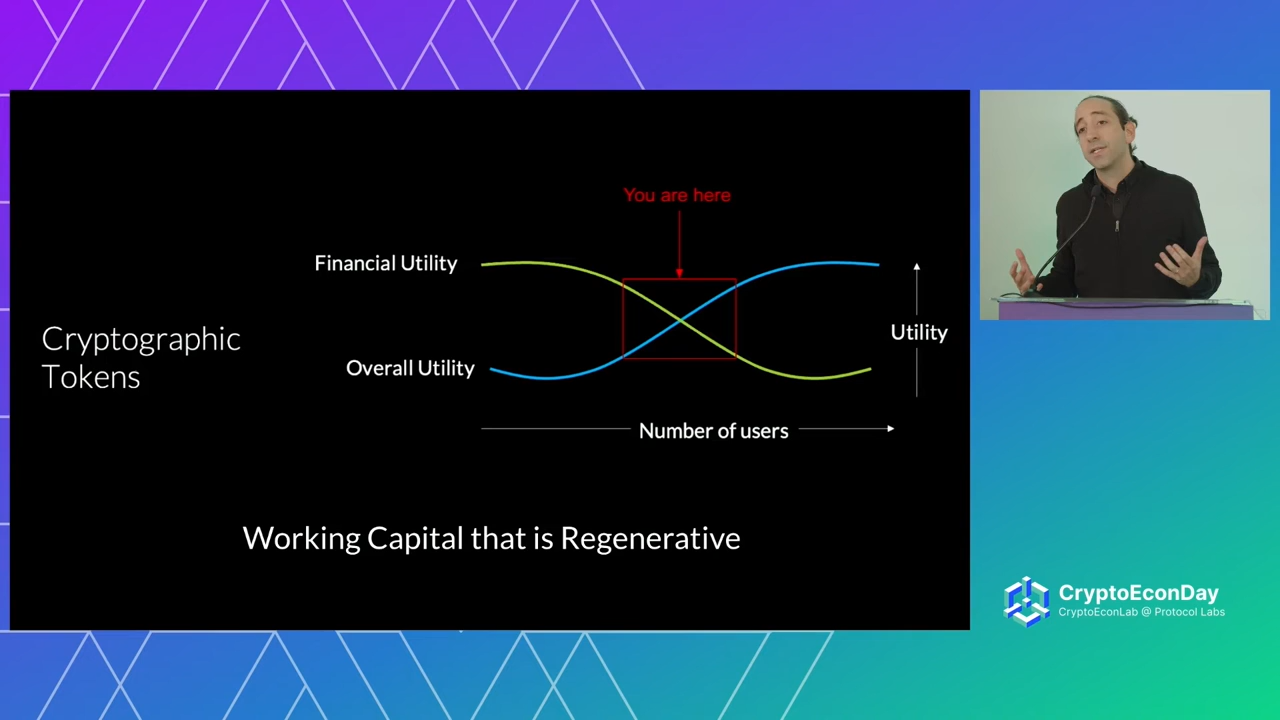 You are here
Financial Utility
Cryptographic
Tokens
Overall Utility
Utility
Number of users
Working Capital that is Regenerative
CryptoEconDay
CryptoEconLab @ Protocol Labs